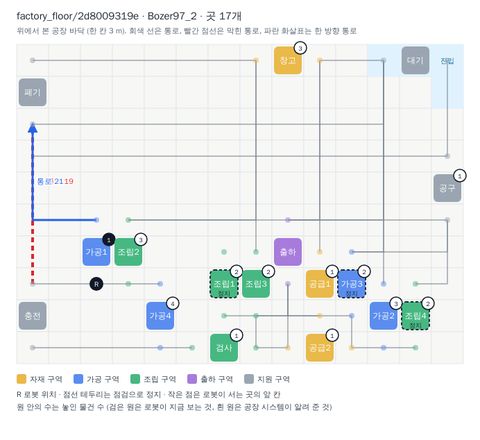 factory_floor/2d8009319e · Bozer97_2 · 곳 17개
위에서 본 공장 바닥 (한 칸 3 m). 회색 선은 통로, 빨간 점선은 막힌 통로, 파란 화살표는 한 방향 통로
창고 3
대기
진입
폐기
공구 1
가공1 1
조립2 3
출하
조립1 2
정지
조립3 2
공급1 1
가공3 2
정지
R
충전
가공4 4
가공2 3
조립4 2
정지
검사 1
공급2 1
자재 구역
가공 구역
조립 구역
출하 구역
지원 구역
R 로봇 위치 · 점선 테두리는 점검으로 정지 · 작은 점은 로봇이 서는 곳의 앞 칸
원 안의 수는 놓인 물건 수 (검은 원은 로봇이 지금 보는 것, 흰 원은 공장 시스템이 알려 준 것)